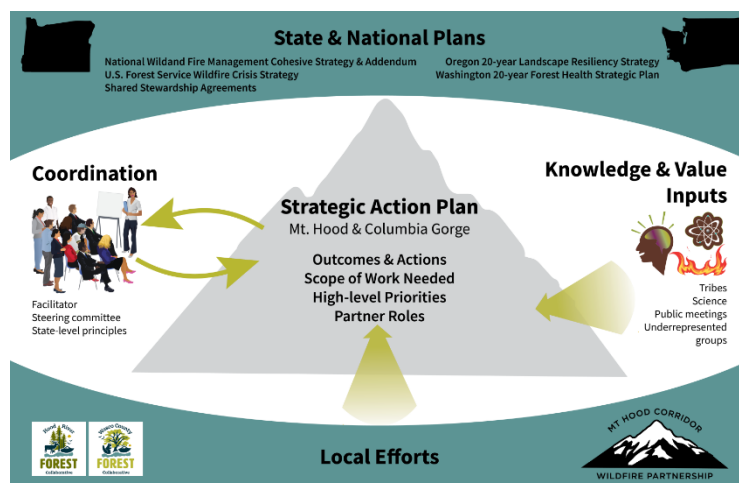 State & National Plans
National Wildand Fire Management Cohesive Strategy & Addendum
U.S. Forest Service Wildfire Crisis Strategy
Shared Stewardship Agreements
Oregon 20-year Landscape Resiliency Strategy
Washington 20-year Forest Health Strategic Plan
Coordination
Facilitator
Steering committee
State-level principles
Strategic Action Plan
Mt. Hood & Columbia Gorge
Outcomes & Actions
Scope of Work Needed
High-level Priorities
Partner Roles
Knowledge & Value
Inputs
Tribes
Science
Public meetings
Underrepresented
groups
Hood River
FOREST
Collaborative
Wasco County
FOREST
Collaborative
Local Efforts
MT HOOD CORRIDOR
WILDFIRE PARTNERSHIP